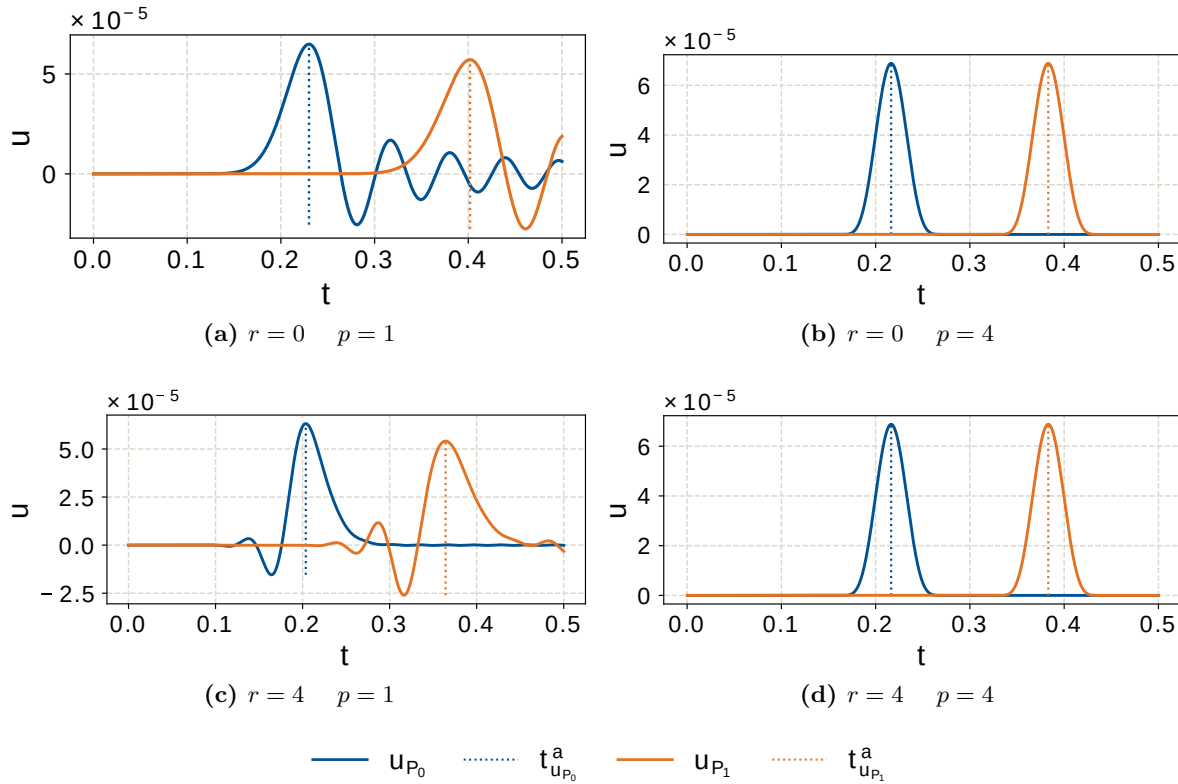 × 10⁻⁵
5
0
u
0.0 0.1 0.2 0.3 0.4 0.5
t
(a) r = 0 p = 1
× 10⁻⁵
6
4
2
0
u
0.0 0.1 0.2 0.3 0.4 0.5
t
(b) r = 0 p = 4
× 10⁻⁵
5.0
2.5
0.0
−2.5
u
0.0 0.1 0.2 0.3 0.4 0.5
t
(c) r = 4 p = 1
× 10⁻⁵
6
4
2
0
u
0.0 0.1 0.2 0.3 0.4 0.5
t
(d) r = 4 p = 4
u_{P_0} t^a_{u_{P_0}} u_{P_1} t^a_{u_{P_1}}